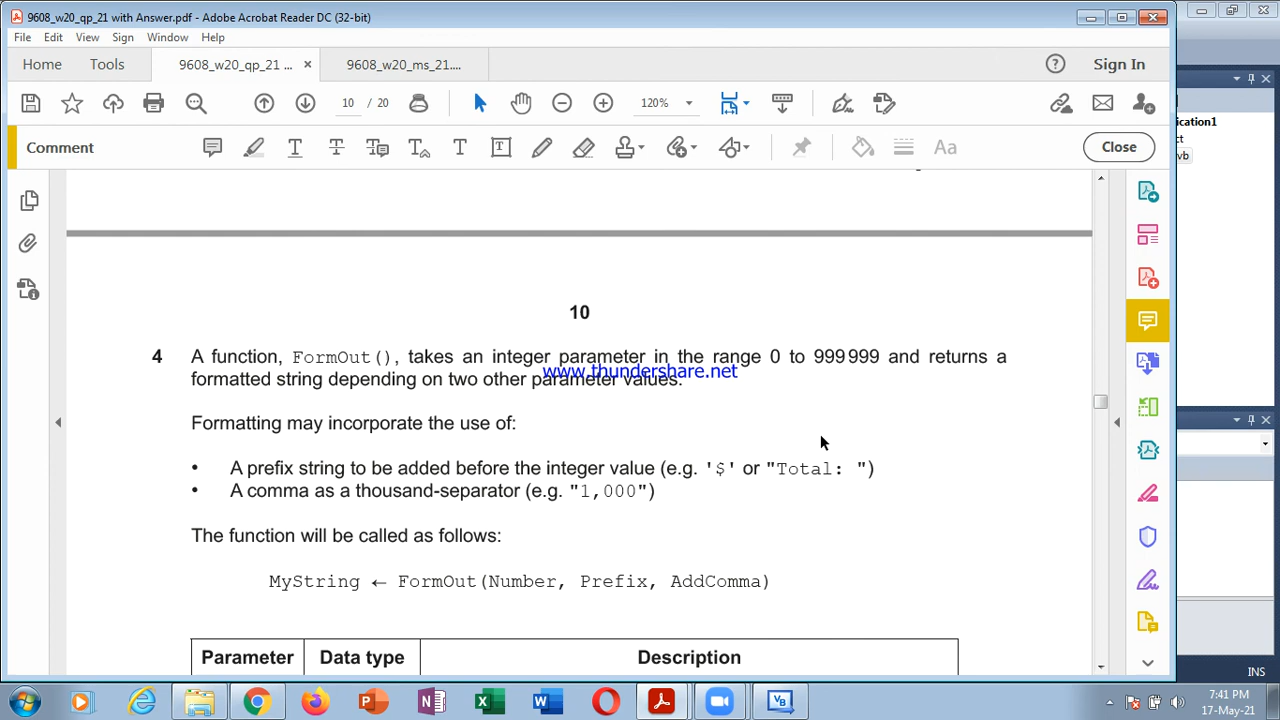 9608_w20_qp_21 with Answer.pdf - Adobe Acrobat Reader DC (32-bit)
File Edit View Sign Window Help
Home Tools 9608_w20_qp_21 ... × 9608_w20_ms_21.... Sign In
10 / 20 120%
Comment Close
10
4 A function, FormOut(), takes an integer parameter in the range 0 to 999999 and returns a
formatted string depending on two other parameter values.
www.thundershare.net
Formatting may incorporate the use of:
• A prefix string to be added before the integer value (e.g. '$' or "Total: ")
• A comma as a thousand-separator (e.g. "1,000")
The function will be called as follows:
MyString ← FormOut(Number, Prefix, AddComma)
Parameter Data type Description
ication1
ct
vb
INS
7:41 PM
17-May-21